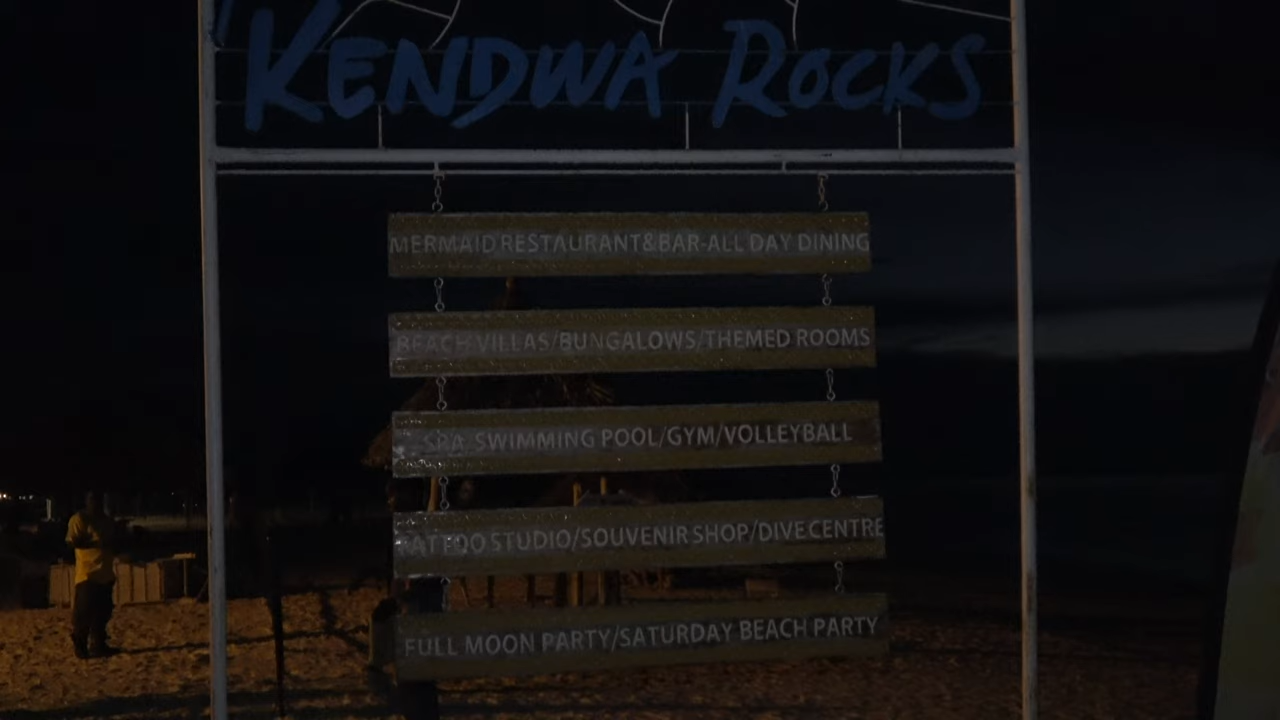 KENDWA ROCKS
MERMAID RESTAURANT&BAR-ALL DAY DINING
BEACH VILLAS/BUNGALOWS/THEMED ROOMS
SPA SWIMMING POOL/GYM/VOLLEYBALL
TATTOO STUDIO/SOUVENIR SHOP/DIVE CENTRE
FULL MOON PARTY/SATURDAY BEACH PARTY